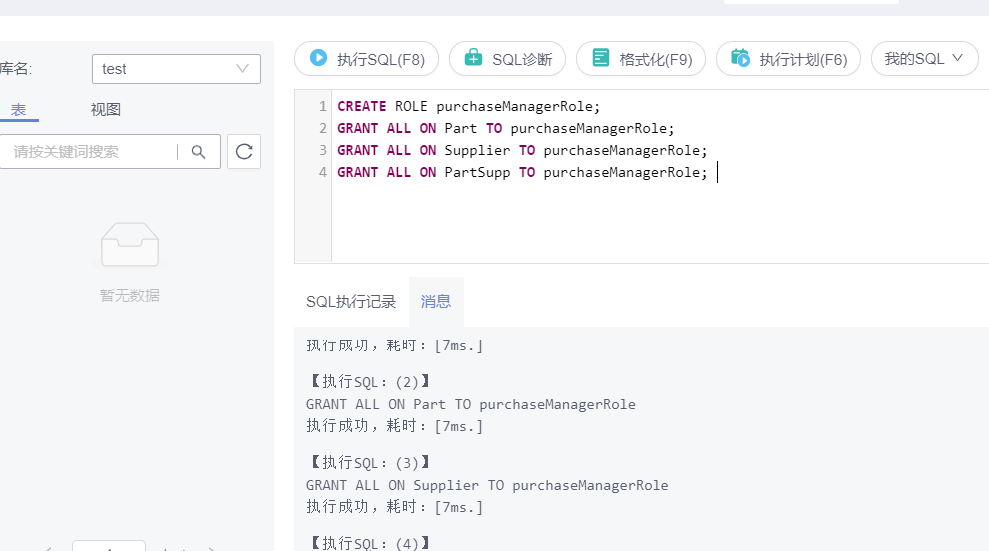 库名:
test
表
视图
请按关键词搜索
暂无数据
执行SQL(F8)
SQL诊断
格式化(F9)
执行计划(F6)
我的SQL
1 CREATE ROLE purchaseManagerRole;
2 GRANT ALL ON Part TO purchaseManagerRole;
3 GRANT ALL ON Supplier TO purchaseManagerRole;
4 GRANT ALL ON PartSupp TO purchaseManagerRole;
SQL执行记录
消息
执行成功，耗时：[7ms.]
【执行SQL：(2)】
GRANT ALL ON Part TO purchaseManagerRole
执行成功，耗时：[7ms.]
【执行SQL：(3)】
GRANT ALL ON Supplier TO purchaseManagerRole
执行成功，耗时：[7ms.]
【执行SQL：(4)】